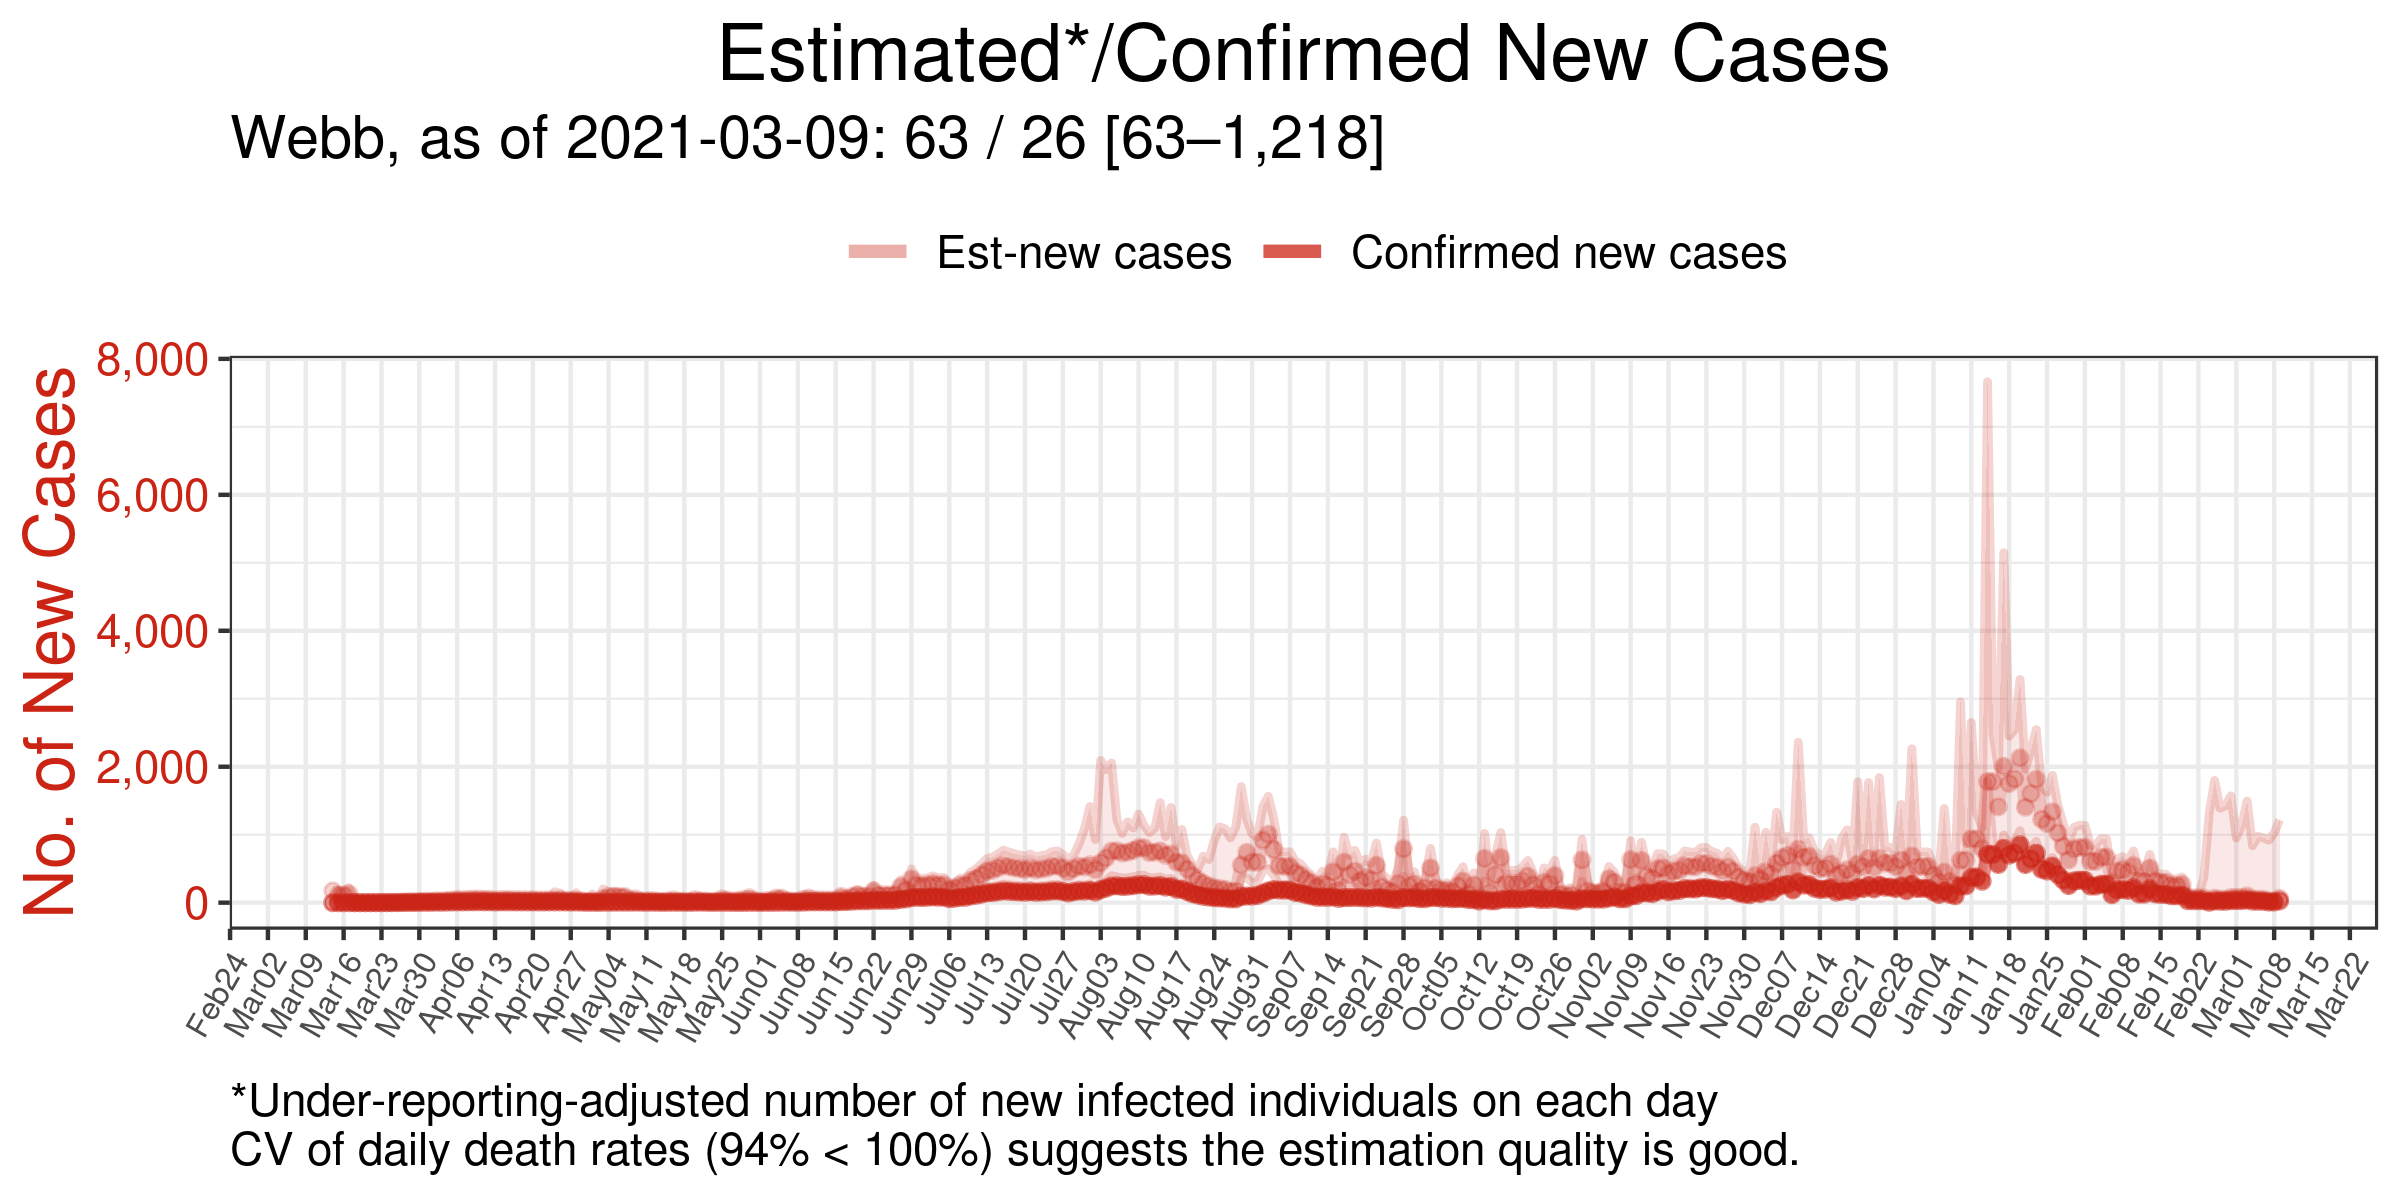 Estimated*/Confirmed New Cases
Webb, as of 2021-03-09: 63 / 26 [63–1,218]
Est-new cases
Confirmed new cases
No. of New Cases
8,000
6,000
4,000
2,000
0
Feb24
Mar02
Mar09
Mar16
Mar23
Mar30
Apr06
Apr13
Apr20
Apr27
May04
May11
May18
May25
Jun01
Jun08
Jun15
Jun22
Jun29
Jul06
Jul13
Jul20
Jul27
Aug03
Aug10
Aug17
Aug24
Aug31
Sep07
Sep14
Sep21
Sep28
Oct05
Oct12
Oct19
Oct26
Nov02
Nov09
Nov16
Nov23
Nov30
Dec07
Dec14
Dec21
Dec28
Jan04
Jan11
Jan18
Jan25
Feb01
Feb08
Feb15
Feb22
Mar01
Mar08
Mar15
Mar22
*Under-reporting-adjusted number of new infected individuals on each day
CV of daily death rates (94% < 100%) suggests the estimation quality is good.